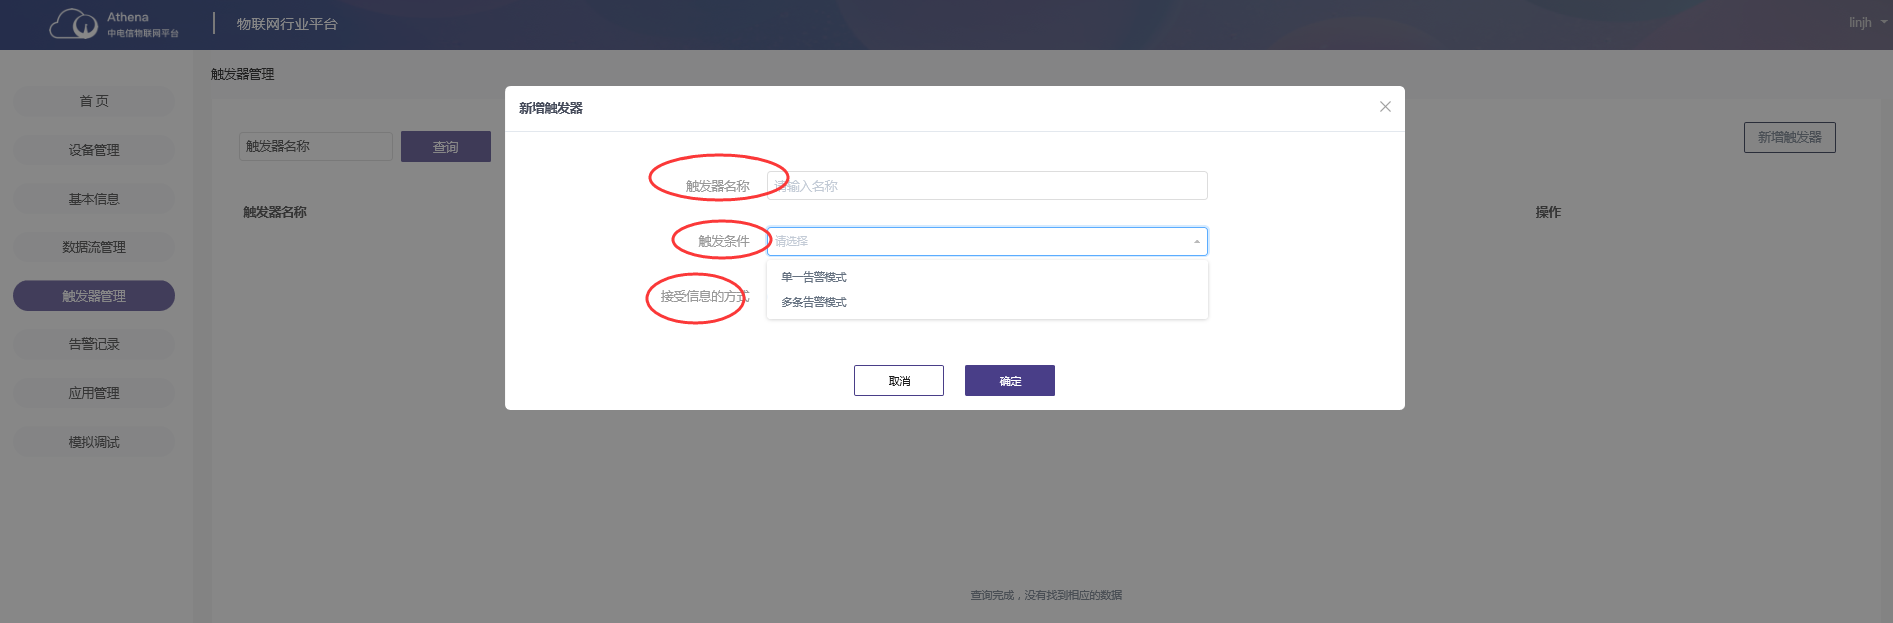 Athena
中电信物联网平台
物联网行业平台
linjh
首 页
设备管理
基本信息
数据流管理
触发器管理
告警记录
应用管理
模拟调试
触发器管理
触发器名称
查询
新增触发器
触发器名称
操作
新增触发器
触发器名称
请输入名称
触发条件
请选择
单一告警模式
多条告警模式
接受信息的方式
取消
确定
查询完成，没有找到相应的数据